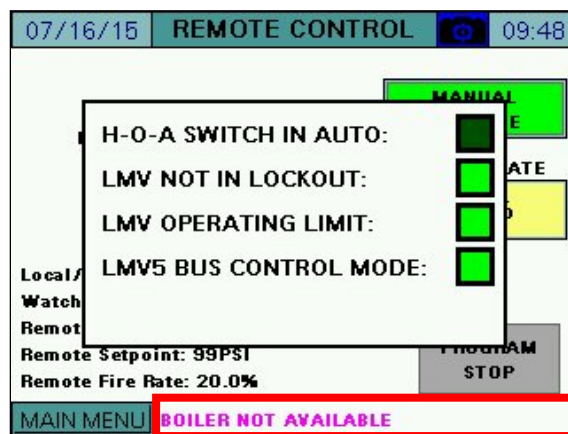 07/16/15 REMOTE CONTROL 09:48
MANUAL
H-O-A SWITCH IN AUTO:
LMV NOT IN LOCKOUT:
LMV OPERATING LIMIT:
LMV5 BUS CONTROL MODE:
Local/
Watch
Remot
Remote Setpoint: 99PSI
Remote Fire Rate: 20.0%
PROGRAM
STOP
MAIN MENU BOILER NOT AVAILABLE